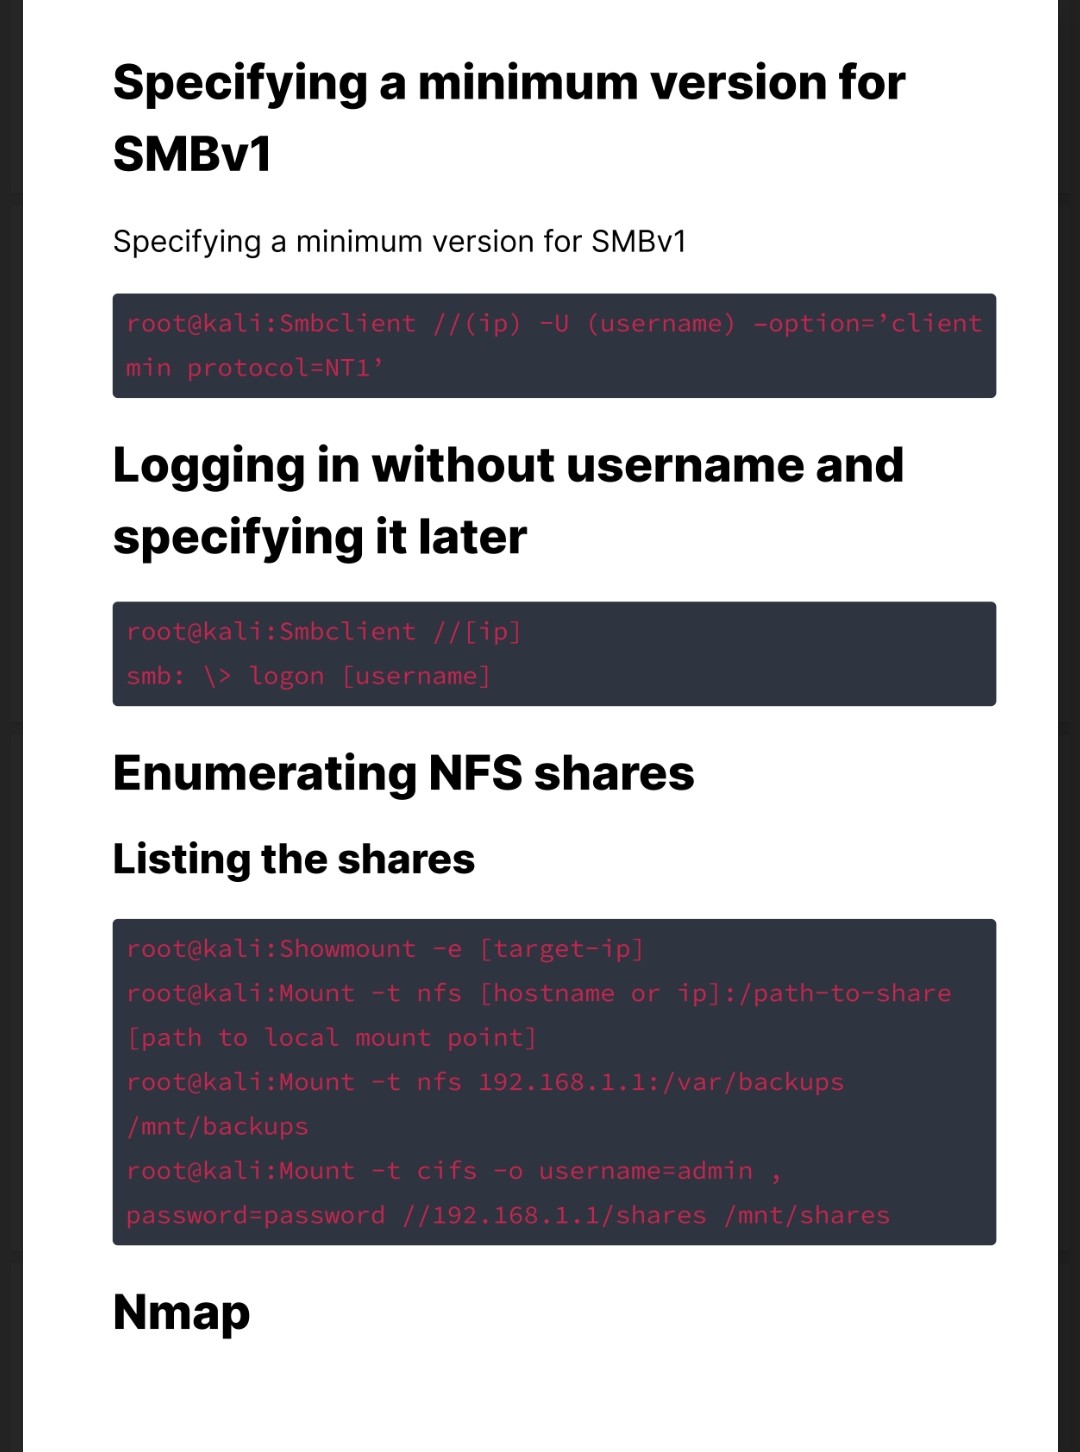 Specifying a minimum version for
SMBv1
Specifying a minimum version for SMBv1
root@kali:Smbclient //(ip) -U (username) –option=’client
min protocol=NT1’
Logging in without username and
specifying it later
root@kali:Smbclient //[ip]
smb: \> logon [username]
Enumerating NFS shares
Listing the shares
root@kali:Showmount -e [target-ip]
root@kali:Mount -t nfs [hostname or ip]:/path-to-share
[path to local mount point]
root@kali:Mount -t nfs 192.168.1.1:/var/backups
/mnt/backups
root@kali:Mount -t cifs -o username=admin ,
password=password //192.168.1.1/shares /mnt/shares
Nmap